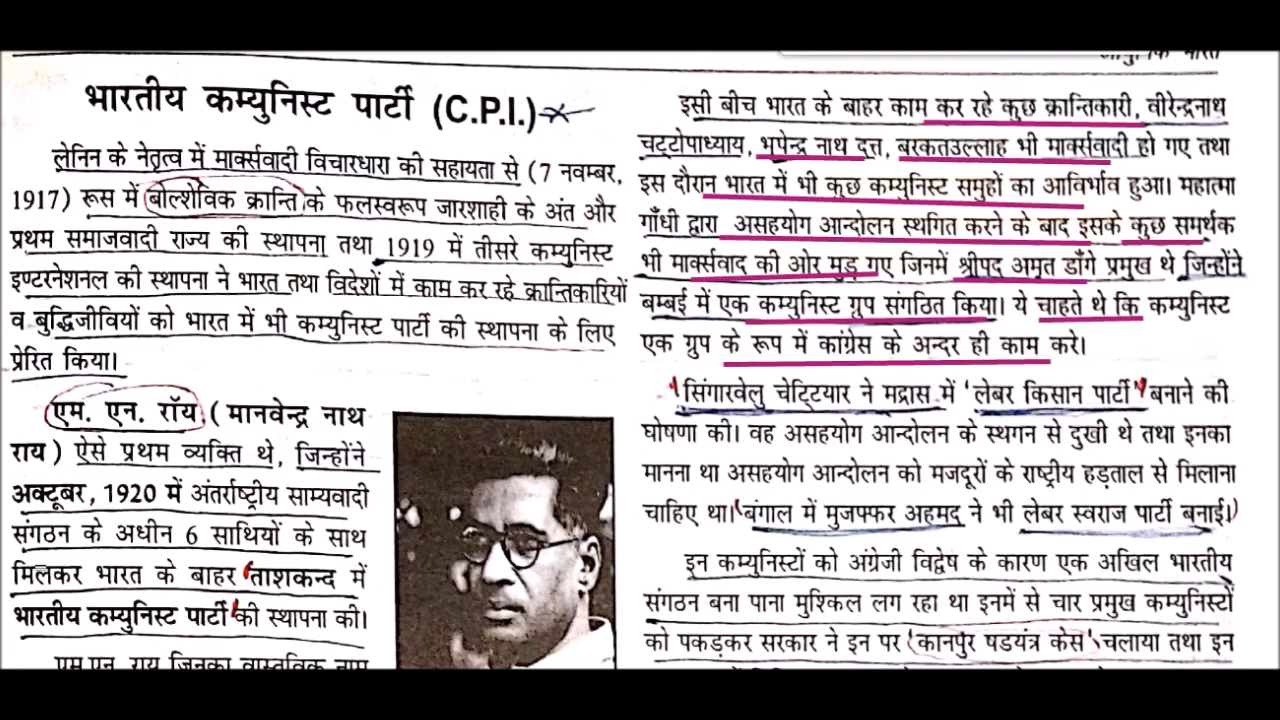 भारतीय कम्युनिस्ट पार्टी (C.P.I.)
लेनिन के नेतृत्व में मार्क्सवादी विचारधारा की सहायता से (7 नवम्बर,
1917) रूस में बोल्शेविक क्रान्ति के फलस्वरूप जारशाही के अंत और
प्रथम समाजवादी राज्य की स्थापना तथा 1919 में तीसरे कम्युनिस्ट
इण्टरनेशनल की स्थापना ने भारत तथा विदेशों में काम कर रहे क्रान्तिकारियों
व बुद्धिजीवियों को भारत में भी कम्युनिस्ट पार्टी की स्थापना के लिए
प्रेरित किया।
एम. एन. रॉय (मानवेन्द्र नाथ
राय) ऐसे प्रथम व्यक्ति थे, जिन्होंने
अक्टूबर, 1920 में अंतर्राष्ट्रीय साम्यवादी
संगठन के अधीन 6 साथियों के साथ
मिलकर भारत के बाहर ताशकन्द में
भारतीय कम्युनिस्ट पार्टी की स्थापना की।
एम.एन. राय जिनका वास्तविक नाम
इसी बीच भारत के बाहर काम कर रहे कुछ क्रान्तिकारी, वीरेन्द्रनाथ
चट्टोपाध्याय, भूपेन्द्र नाथ दत्त, बरकतउल्लाह भी मार्क्सवादी हो गए तथा
इस दौरान भारत में भी कुछ कम्युनिस्ट समुहों का आविर्भाव हुआ। महात्मा
गाँधी द्वारा असहयोग आन्दोलन स्थगित करने के बाद इसके कुछ समर्थक
भी मार्क्सवाद की ओर मुड़ गए जिनमें श्रीपद अमृत डाँगे प्रमुख थे जिन्होंने
बम्बई में एक कम्युनिस्ट ग्रुप संगठित किया। ये चाहते थे कि कम्युनिस्ट
एक ग्रुप के रूप में कांग्रेस के अन्दर ही काम करे।
सिंगारवेलु चेट्टियार ने मद्रास में 'लेबर किसान पार्टी' बनाने की
घोषणा की। वह असहयोग आन्दोलन के स्थगन से दुखी थे तथा इनका
मानना था असहयोग आन्दोलन को मजदूरों के राष्ट्रीय हड़ताल से मिलाना
चाहिए था। बंगाल में मुजफ्फर अहमद ने भी लेबर स्वराज पार्टी बनाई।
इन कम्युनिस्टों को अंग्रेजी विद्वेष के कारण एक अखिल भारतीय
संगठन बना पाना मुश्किल लग रहा था इनमें से चार प्रमुख कम्युनिस्टों
को पकड़कर सरकार ने इन पर 'कानपुर षडयंत्र केस' चलाया तथा इन